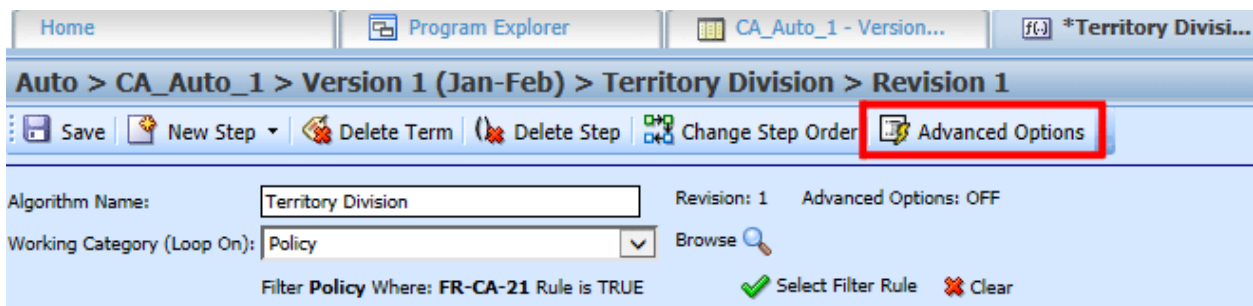 Home Program Explorer CA_Auto_1 - Version... f(.) *Territory Divisi...
Auto > CA_Auto_1 > Version 1 (Jan-Feb) > Territory Division > Revision 1
Save New Step Delete Term Delete Step Change Step Order Advanced Options
Algorithm Name: Territory Division Revision: 1 Advanced Options: OFF
Working Category (Loop On): Policy Browse
Filter Policy Where: FR-CA-21 Rule is TRUE Select Filter Rule Clear